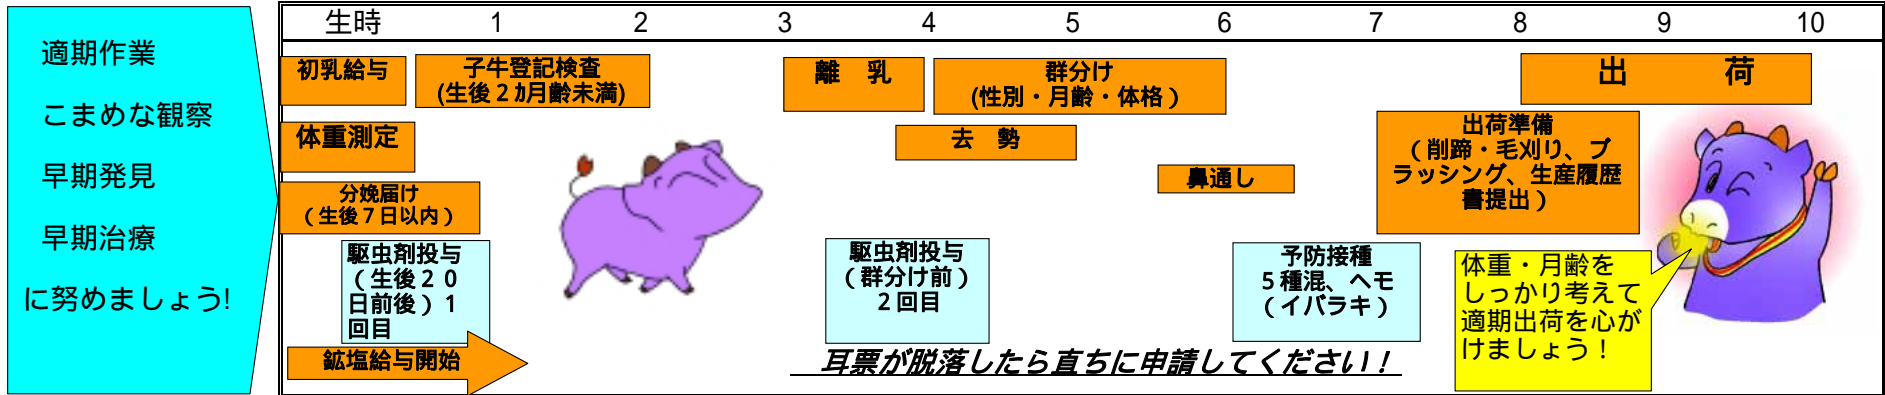 適期作業
こまめな観察
早期発見
早期治療
に努めましょう!
生時 1 2 3 4 5 6 7 8 9 10
初乳給与
子牛登記検査
(生後２ｶ月齢未満)
離　乳
群分け
(性別・月齢・体格）
出　荷
体重測定
去　勢
出荷準備
（削蹄・毛刈り、ブ
ラッシング、生産履歴
書提出）
鼻通し
分娩届け
（生後７日以内）
駆虫剤投与
（生後２０
日前後）１
回目
駆虫剤投与
（群分け前）
２回目
予防接種
５種混、ヘモ
（イバラキ）
体重・月齢を
しっかり考えて
適期出荷を心が
けましょう！
鉱塩給与開始
耳票が脱落したら直ちに申請してください！